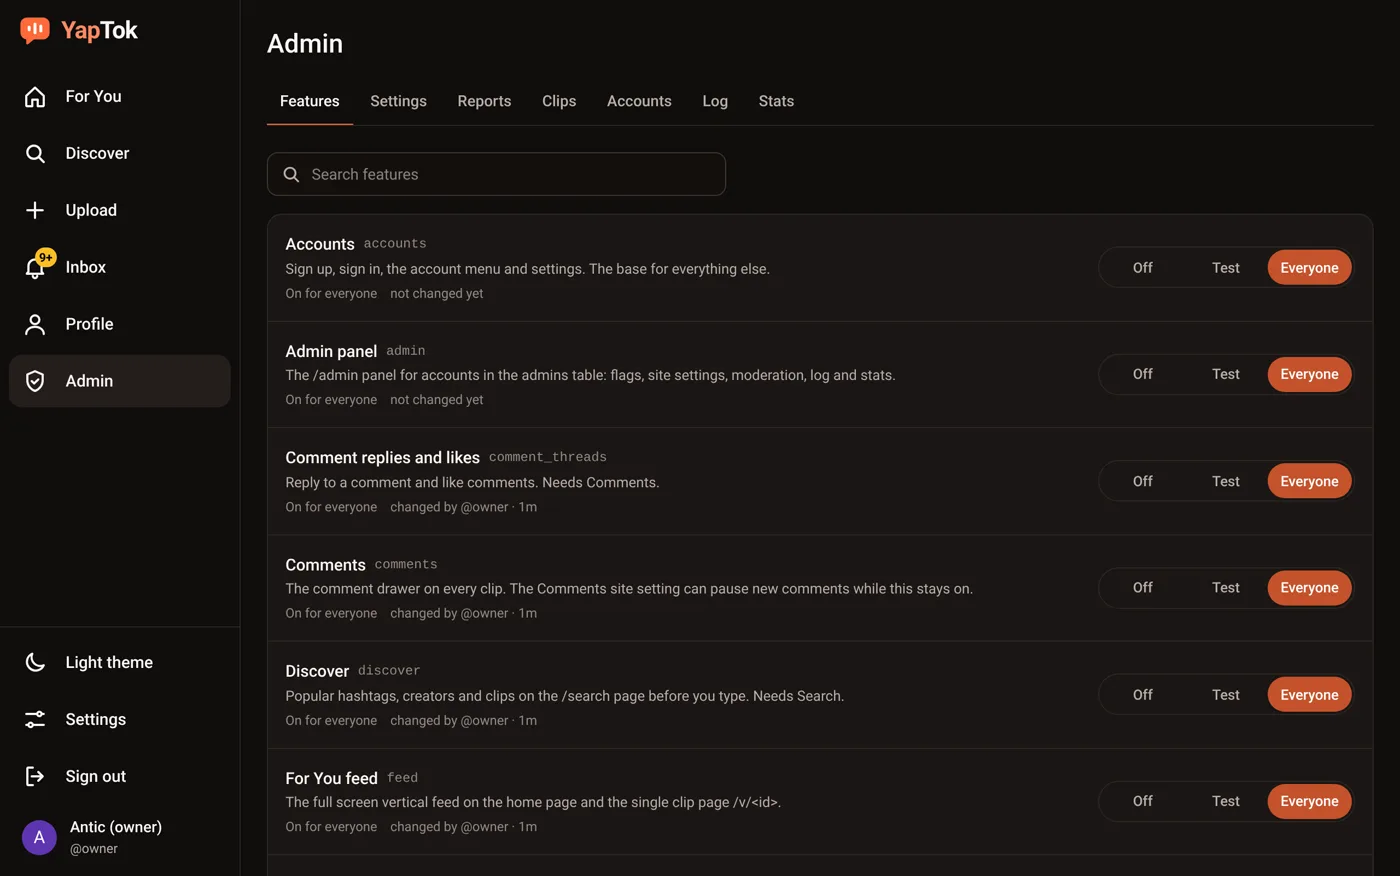 YapTok
For You
Discover
Upload
9+
Inbox
Profile
Admin
Light theme
Settings
Sign out
A
Antic (owner)
@owner
Admin
Features Settings Reports Clips Accounts Log Stats
Search features
Accounts accounts
Sign up, sign in, the account menu and settings. The base for everything else.
On for everyone not changed yet
Off Test Everyone
Admin panel admin
The /admin panel for accounts in the admins table: flags, site settings, moderation, log and stats.
On for everyone not changed yet
Off Test Everyone
Comment replies and likes comment_threads
Reply to a comment and like comments. Needs Comments.
On for everyone changed by @owner · 1m
Off Test Everyone
Comments comments
The comment drawer on every clip. The Comments site setting can pause new comments while this stays on.
On for everyone changed by @owner · 1m
Off Test Everyone
Discover discover
Popular hashtags, creators and clips on the /search page before you type. Needs Search.
On for everyone changed by @owner · 1m
Off Test Everyone
For You feed feed
The full screen vertical feed on the home page and the single clip page /v/<id>.
On for everyone changed by @owner · 1m
Off Test Everyone